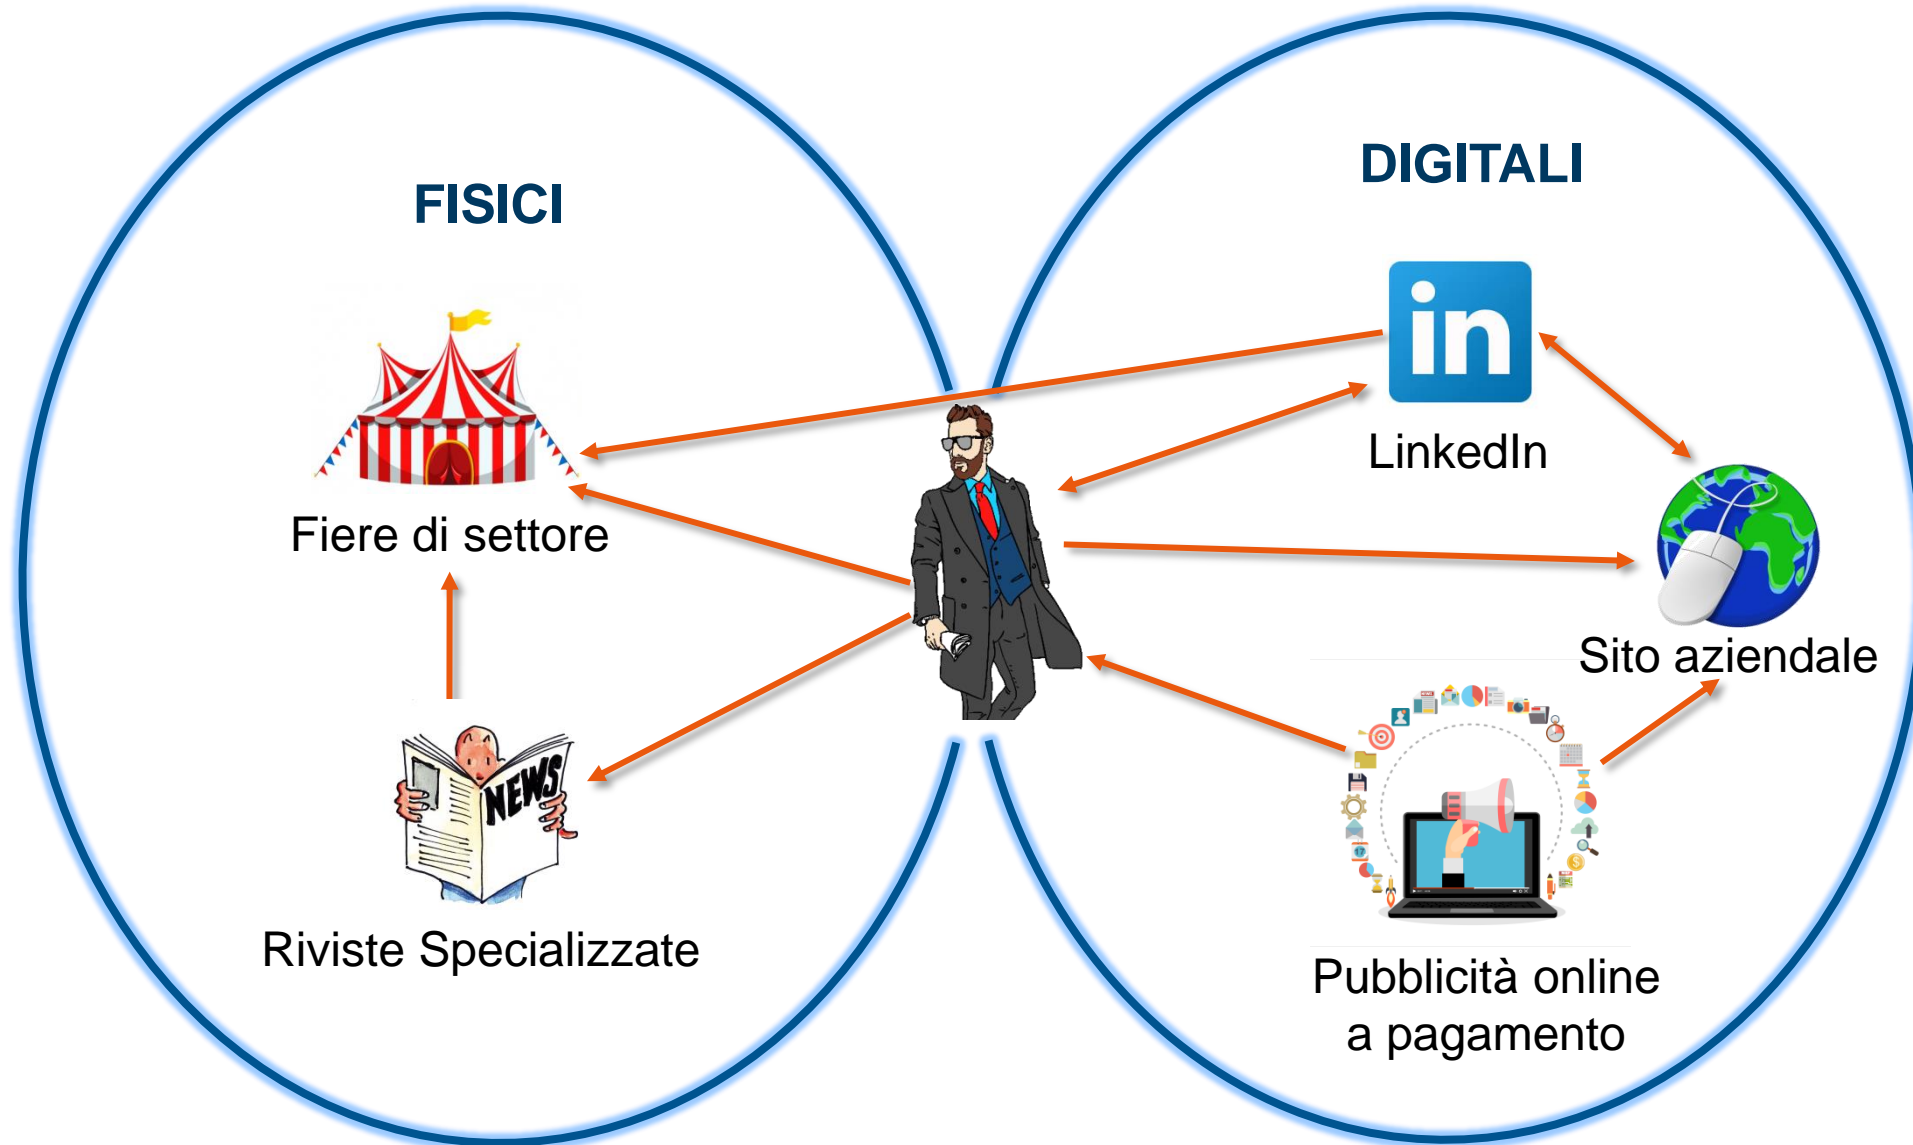 FISICI
DIGITALI
in
LinkedIn
Fiere di settore
Sito aziendale
NEWS
Riviste Specializzate
Pubblicità online
a pagamento